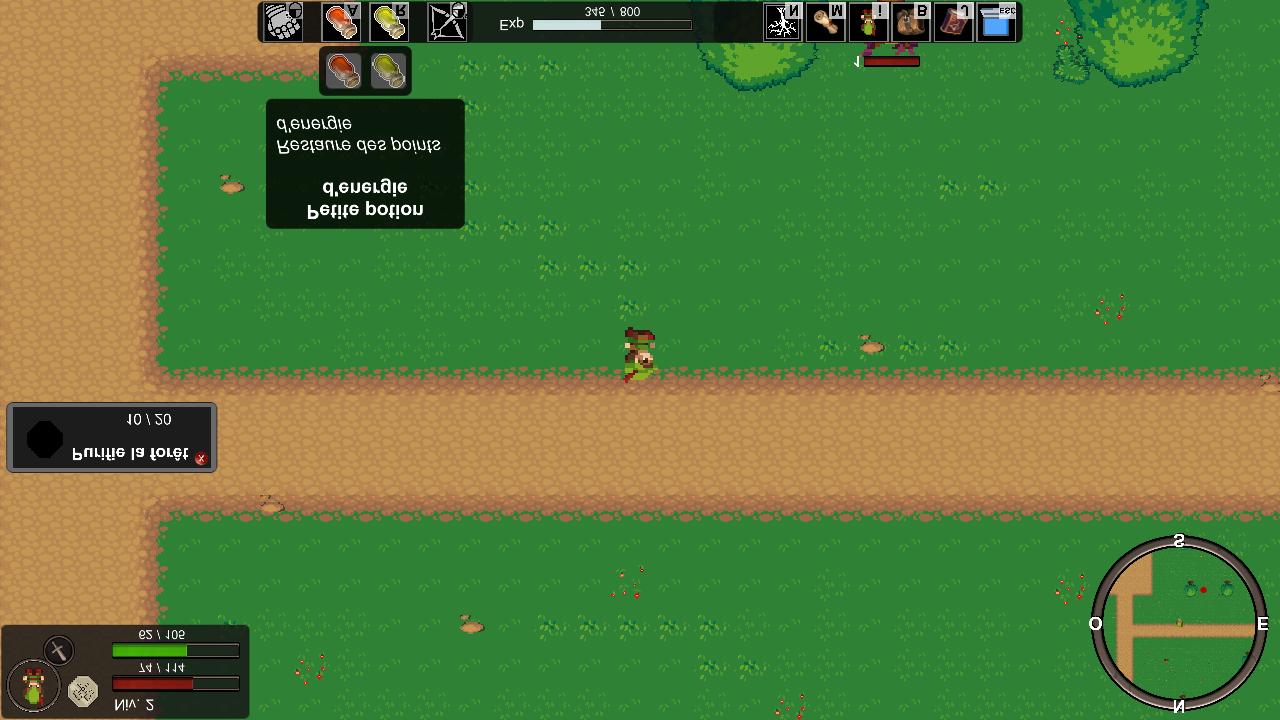 Niv. 2
74 / 114
62 / 105
N
O E
S
Purifie la forêt
x
10 / 20
Petite potion
d'energie
Restaure des points
d'energie
1
A R
Exp 345 / 800
N M I B J ESC